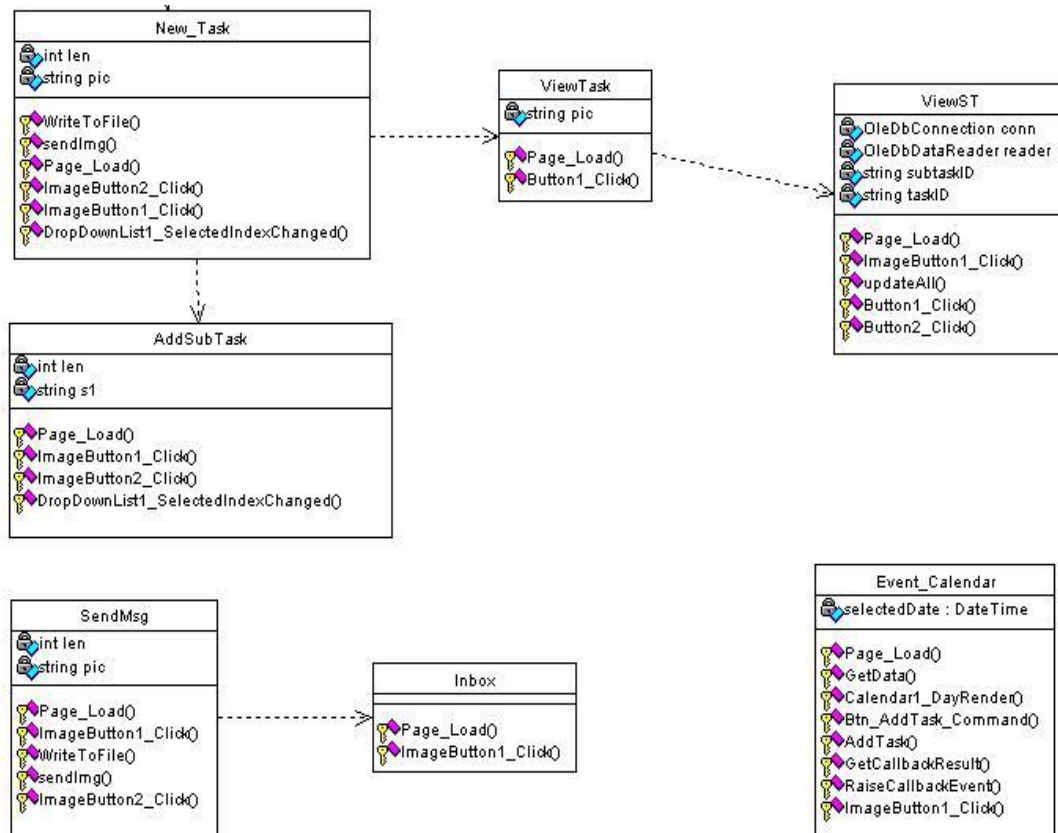 New_Task
int len
string pic
WriteToFile()
sendImg()
Page_Load()
ImageButton2_Click()
ImageButton1_Click()
DropDownList1_SelectedIndexChanged()
ViewTask
string pic
Page_Load()
Button1_Click()
ViewST
OleDbConnection conn
OleDbDataReader reader
string subtaskID
string taskID
Page_Load()
ImageButton1_Click()
updateAll()
Button1_Click()
Button2_Click()
AddSubTask
int len
string s1
Page_Load()
ImageButton1_Click()
ImageButton2_Click()
DropDownList1_SelectedIndexChanged()
SendMsg
int len
string pic
Page_Load()
ImageButton1_Click()
WriteToFile()
sendImg()
ImageButton2_Click()
Inbox
Page_Load()
ImageButton1_Click()
Event_Calendar
selectedDate : DateTime
Page_Load()
GetData()
Calendar1_DayRender()
Btn_AddTask_Command()
AddTask()
GetCallbackResult()
RaiseCallbackEvent()
ImageButton1_Click()